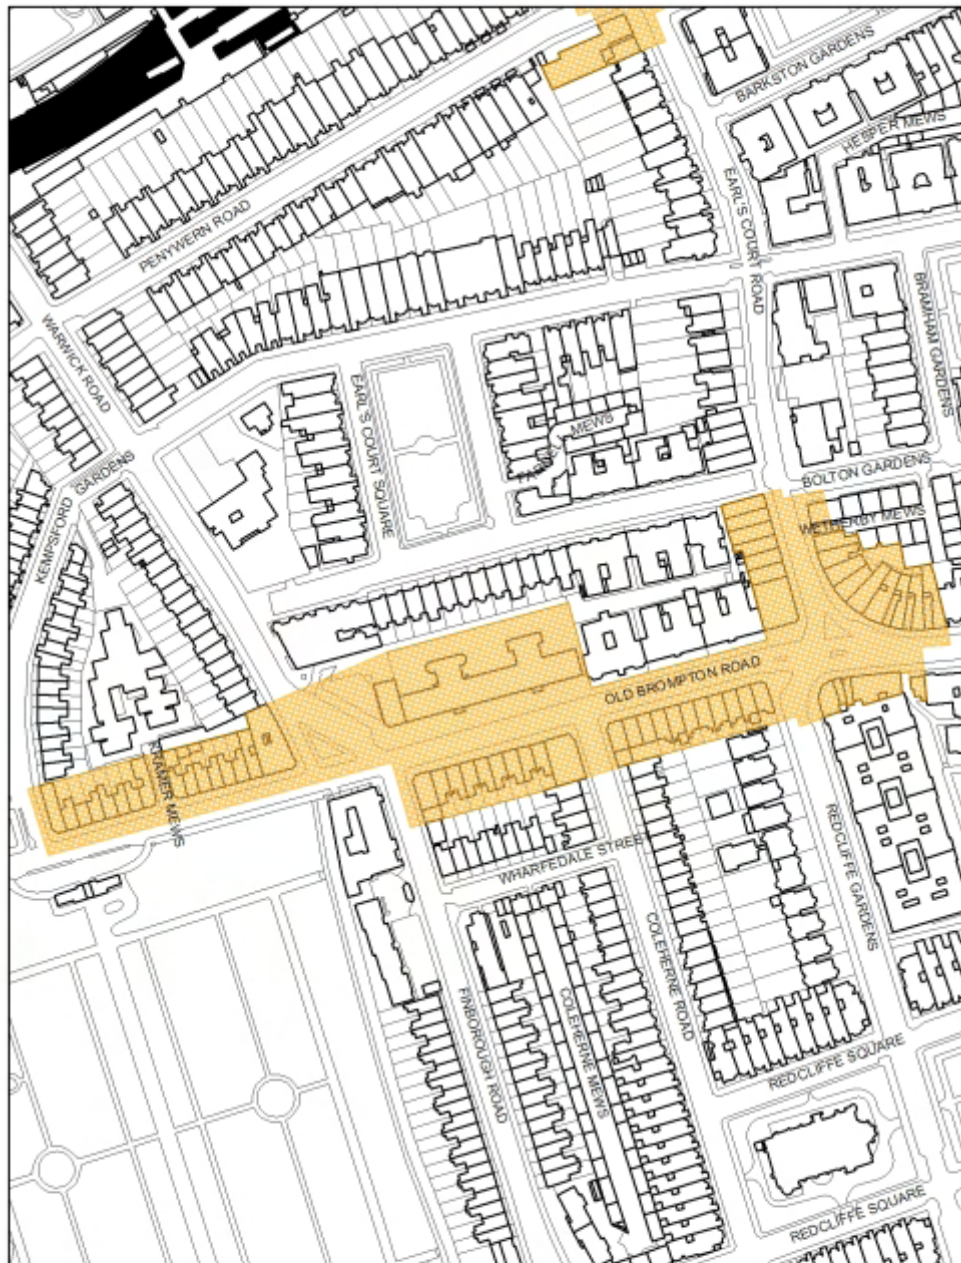 BARKSTON GARDENS
HESPER MEWS
EARL'S COURT ROAD
PENYWERN ROAD
BRAMHAM GARDENS
WARWICK ROAD
EARL'S COURT SQUARE
MEWS
BOLTON GARDENS
KEMPSFORD GARDENS
WETHERBY MEWS
OLD BROMPTON ROAD
KRAMER MEWS
WHARFEDALE STREET
REDCLIFFE GARDENS
COLEHERNE ROAD
FINBOROUGH ROAD
COLEHERNE MEWS
REDCLIFFE SQUARE
REDCLIFFE SQUARE